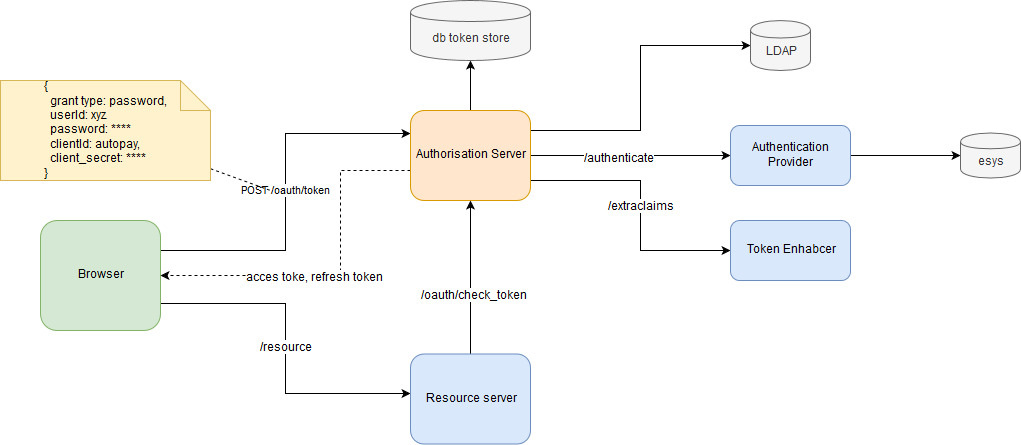 db token store
LDAP
{
grant type: password,
userId: xyz
password: ****
clientId: autopay,
client_secret: ****
}
Authorisation Server
/authenticate
Authentication
Provider
esys
POST /oauth/token
/extraclaims
Token Enhabcer
Browser
acces toke, refresh token
/oauth/check_token
/resource
Resource server